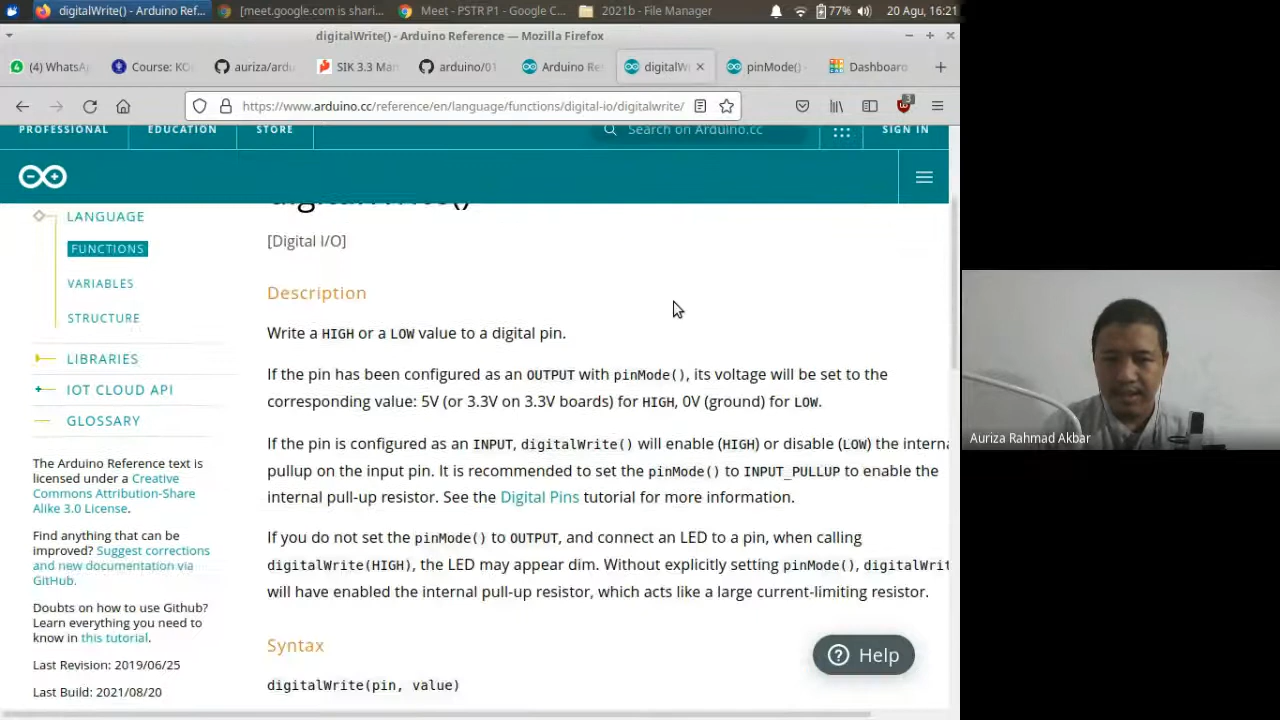 digitalWrite() - Arduino Ref...
[meet.google.com is shari...
Meet - PSTR P1 - Google C...
2021b - File Manager
77%
20 Agu, 16:21
digitalWrite() - Arduino Reference — Mozilla Firefox
(4) WhatsA
Course: KO
auriza/ardu
SIK 3.3 Man
arduino/01
Arduino Re
digitalW
pinMode()
Dashboard
https://www.arduino.cc/reference/en/language/functions/digital-io/digitalwrite/
3
PROFESSIONAL
EDUCATION
STORE
Search on Arduino.cc
SIGN IN
LANGUAGE
FUNCTIONS
VARIABLES
STRUCTURE
LIBRARIES
IOT CLOUD API
GLOSSARY
The Arduino Reference text is
licensed under a Creative
Commons Attribution-Share
Alike 3.0 License.
Find anything that can be
improved? Suggest corrections
and new documentation via
GitHub.
Doubts on how to use Github?
Learn everything you need to
know in this tutorial.
Last Revision: 2019/06/25
Last Build: 2021/08/20
digitalWrite()
[Digital I/O]
Description
Write a HIGH or a LOW value to a digital pin.
If the pin has been configured as an OUTPUT with pinMode(), its voltage will be set to the
corresponding value: 5V (or 3.3V on 3.3V boards) for HIGH, 0V (ground) for LOW.
If the pin is configured as an INPUT, digitalWrite() will enable (HIGH) or disable (LOW) the interna
pullup on the input pin. It is recommended to set the pinMode() to INPUT_PULLUP to enable the
internal pull-up resistor. See the Digital Pins tutorial for more information.
If you do not set the pinMode() to OUTPUT, and connect an LED to a pin, when calling
digitalWrite(HIGH), the LED may appear dim. Without explicitly setting pinMode(), digitalWrit
will have enabled the internal pull-up resistor, which acts like a large current-limiting resistor.
Syntax
digitalWrite(pin, value)
Help
Auriza Rahmad Akbar